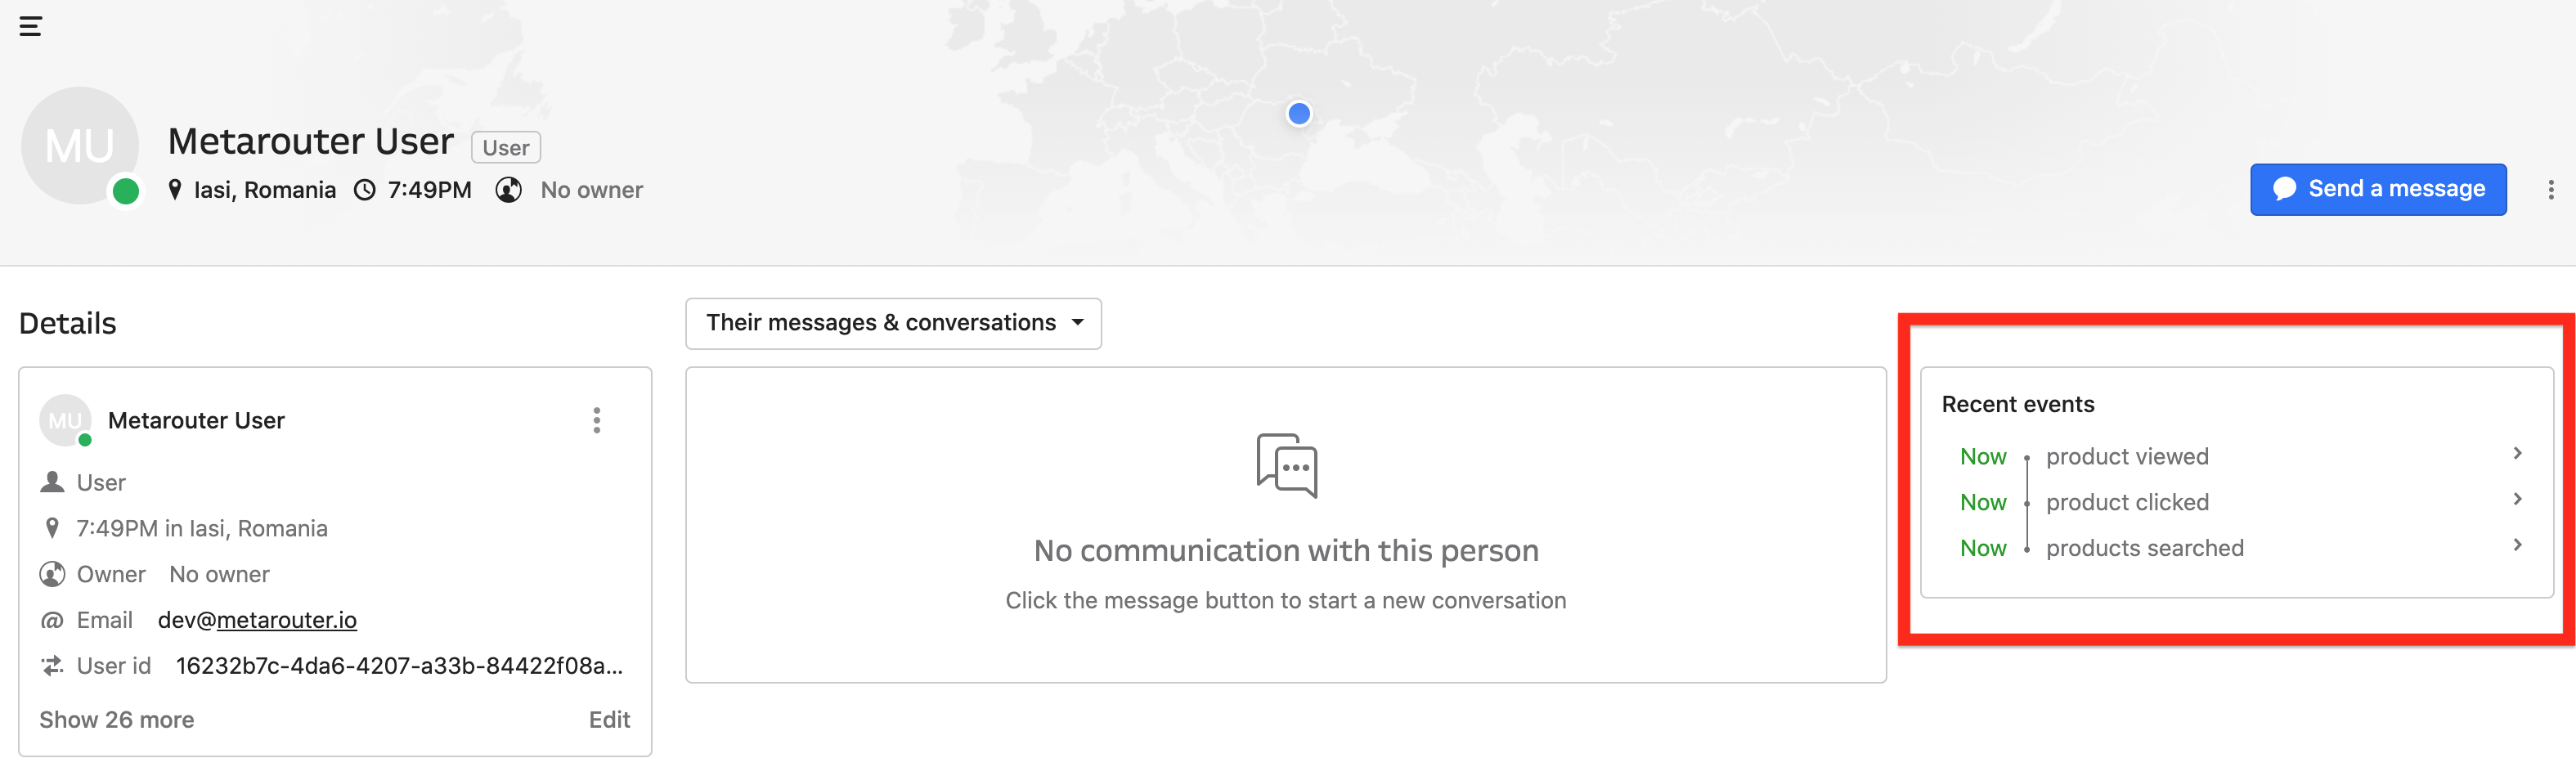 MU
Metarouter User User
Iasi, Romania 7:49PM No owner
Send a message
Details
MU Metarouter User
User
7:49PM in Iasi, Romania
Owner No owner
@ Email dev@metarouter.io
User id 16232b7c-4da6-4207-a33b-84422f08a...
Show 26 more Edit
Their messages & conversations
No communication with this person
Click the message button to start a new conversation
Recent events
Now product viewed
Now product clicked
Now products searched